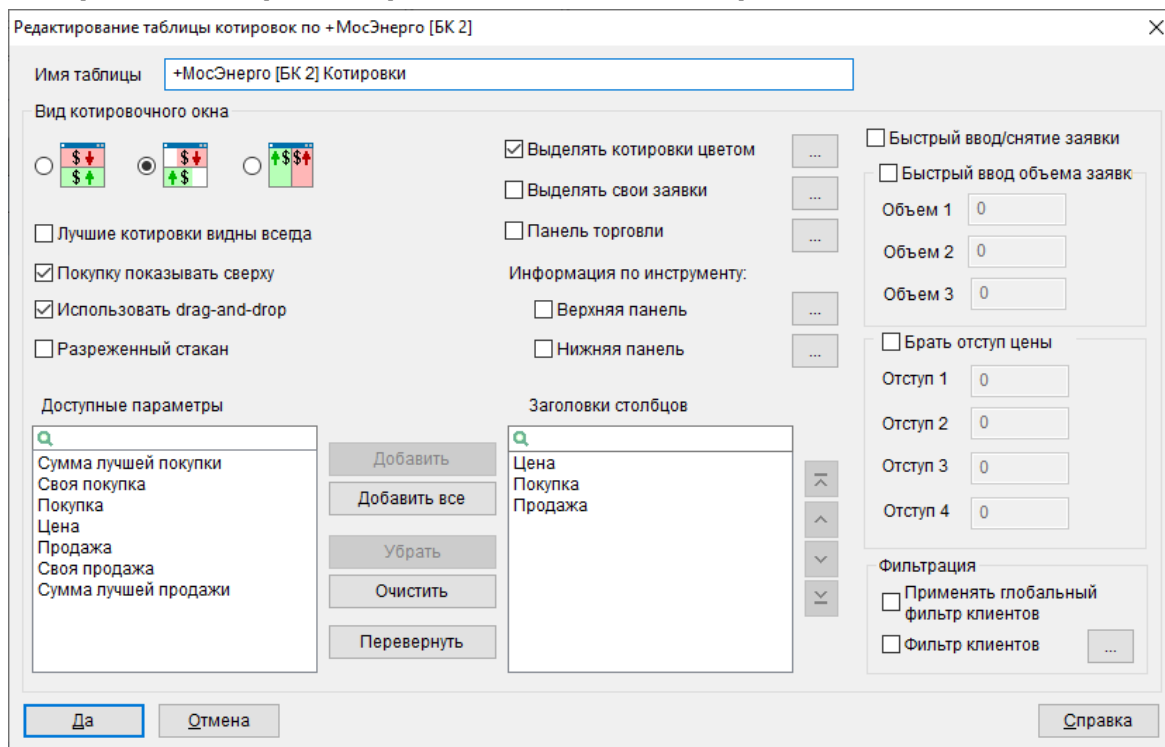 Редактирование таблицы котировок по +МосЭнерго [БК 2]
Имя таблицы
+МосЭнерго [БК 2] Котировки
Вид котировочного окна
Лучшие котировки видны всегда
Покупку показывать сверху
Использовать drag-and-drop
Разреженный стакан
Выделять котировки цветом
...
Выделять свои заявки
...
Панель торговли
...
Информация по инструменту:
Верхняя панель
...
Нижняя панель
...
Быстрый ввод/снятие заявки
Быстрый ввод объема заявк
Объем 1
0
Объем 2
0
Объем 3
0
Брать отступ цены
Отступ 1
0
Отступ 2
0
Отступ 3
0
Отступ 4
0
Доступные параметры
Сумма лучшей покупки
Своя покупка
Покупка
Цена
Продажа
Своя продажа
Сумма лучшей продажи
Добавить
Добавить все
Убрать
Очистить
Перевернуть
Заголовки столбцов
Цена
Покупка
Продажа
Фильтрация
Применять глобальный
фильтр клиентов
Фильтр клиентов
...
Да
Отмена
Справка